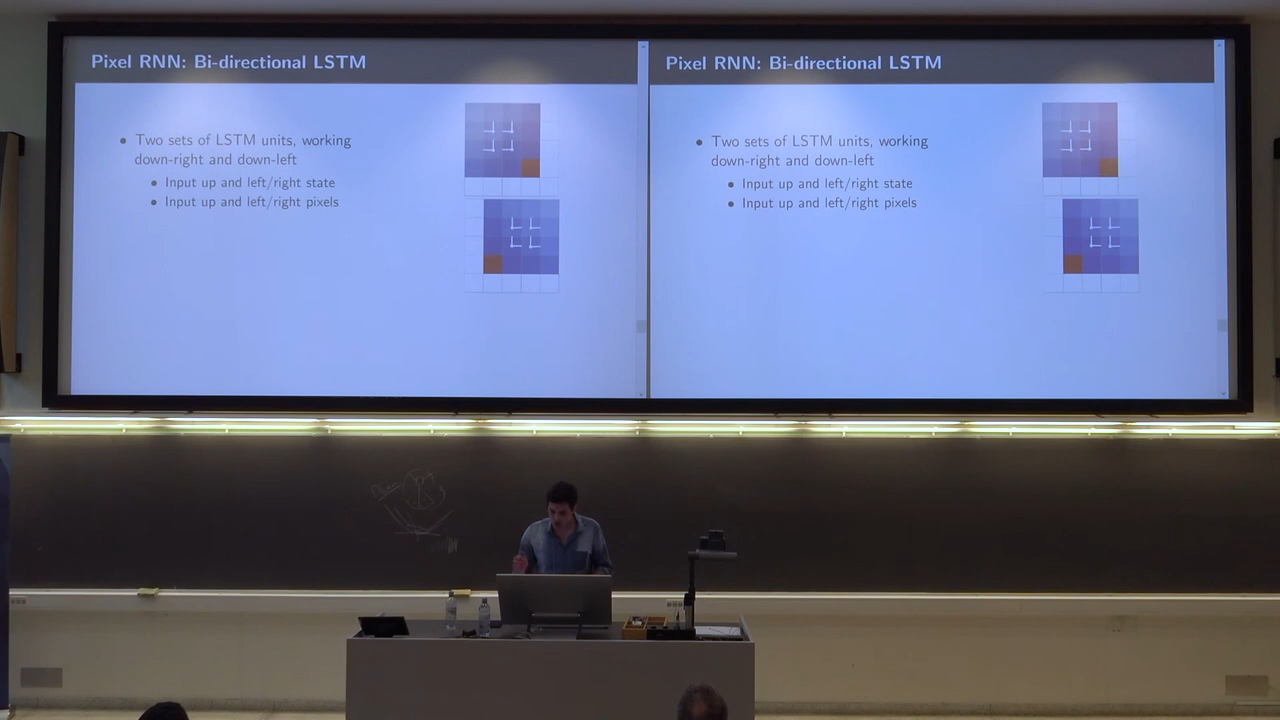 Pixel RNN: Bi-directional LSTM
• Two sets of LSTM units, working
down-right and down-left
• Input up and left/right state
• Input up and left/right pixels
Pixel RNN: Bi-directional LSTM
• Two sets of LSTM units, working
down-right and down-left
• Input up and left/right state
• Input up and left/right pixels